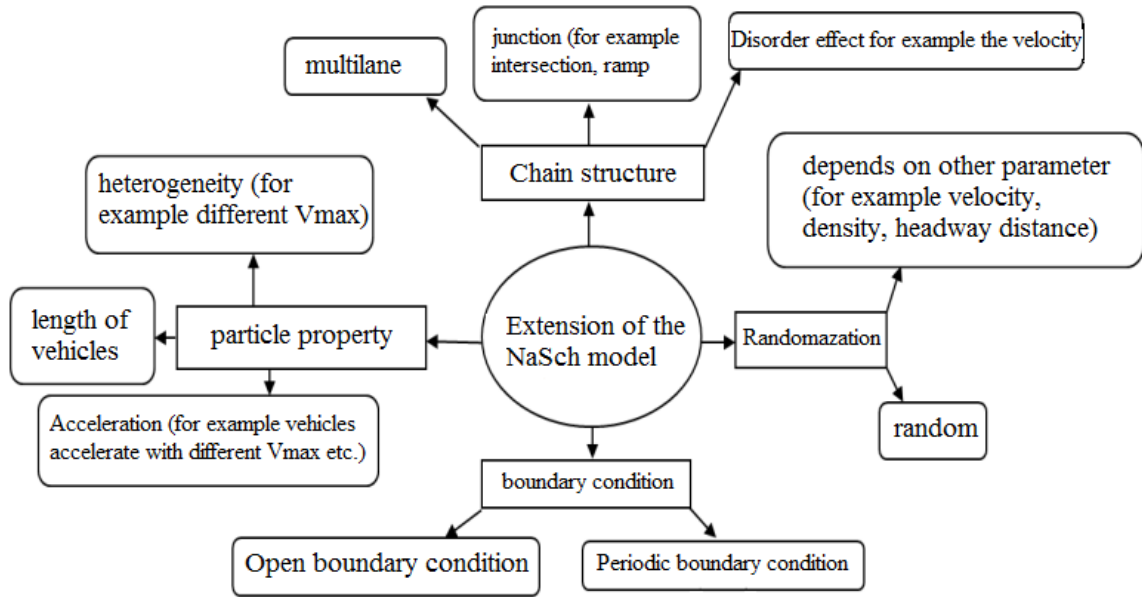 multilane
junction (for example
intersection, ramp
Disorder effect for example the velocity
Chain structure
heterogeneity (for
example different Vmax)
depends on other parameter
(for example velocity,
density, headway distance)
length of
vehicles
particle property
Extension of the
NaSch model
Randomazation
Acceleration (for example vehicles
accelerate with different Vmax etc.)
random
boundary condition
Open boundary condition
Periodic boundary condition